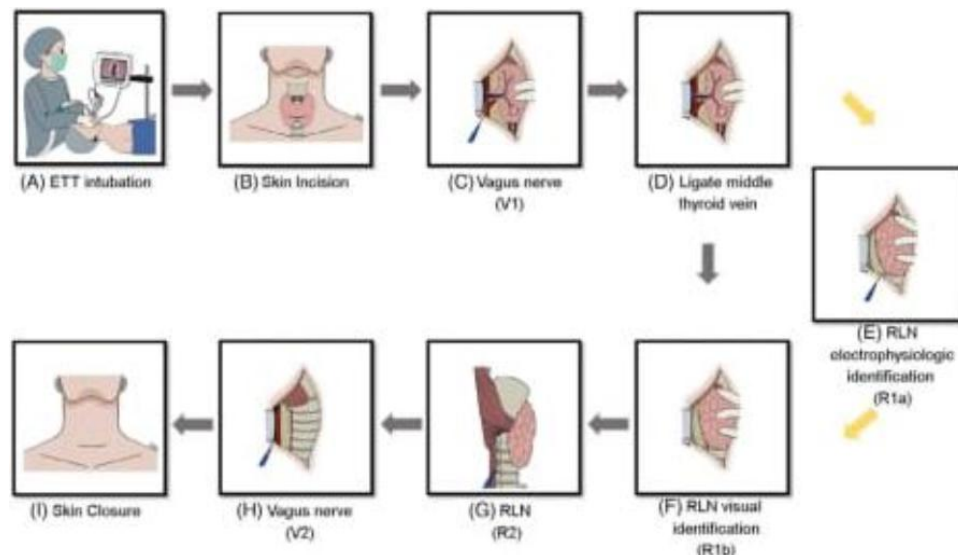 (A) ETT intubation
(B) Skin Incision
(C) Vagus nerve
(V1)
(D) Ligate middle
thyroid vein
(E) RLN
electrophysiologic
identification
(R1a)
(F) RLN visual
identification
(R1b)
(G) RLN
(R2)
(H) Vagus nerve
(V2)
(I) Skin Closure